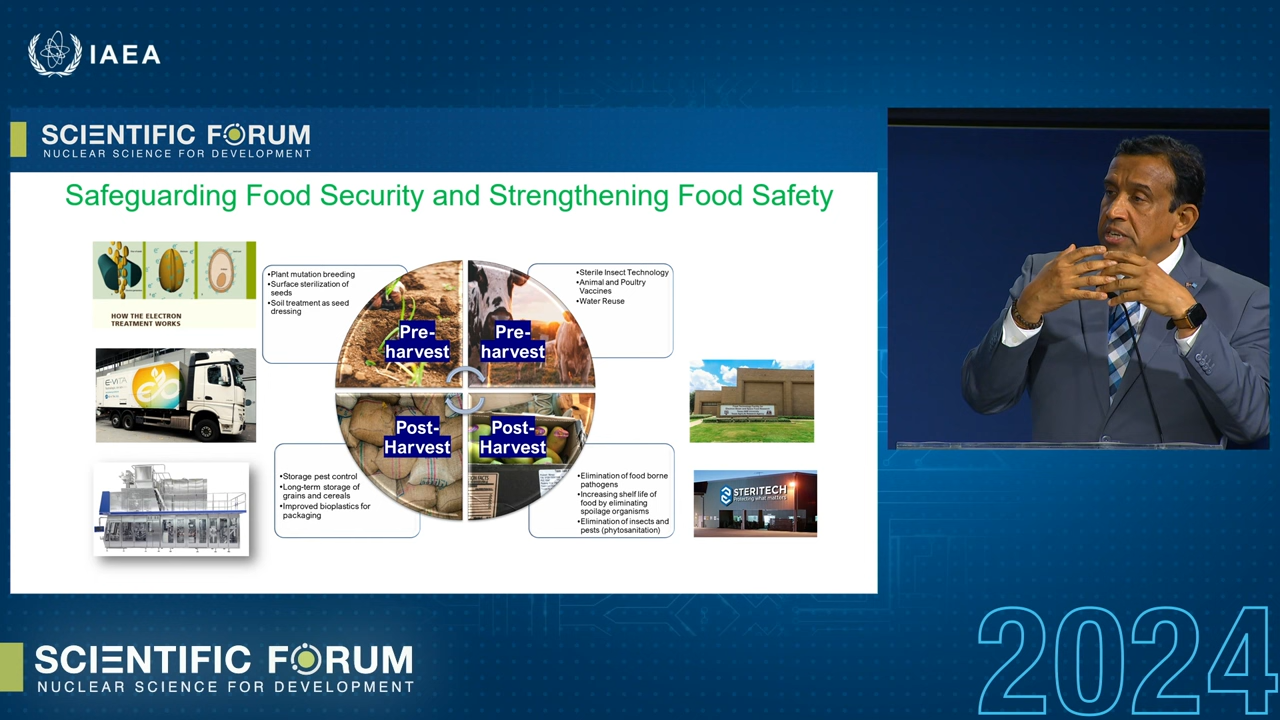 IAEA
SCIENTIFIC FORUM
NUCLEAR SCIENCE FOR DEVELOPMENT
Safeguarding Food Security and Strengthening Food Safety
HOW THE ELECTRON
TREATMENT WORKS
•Plant mutation breeding
•Surface sterilization of
seeds
•Soil treatment as seed
dressing
Pre-
harvest
Pre-
harvest
•Sterile Insect Technology
•Animal and Poultry
Vaccines
•Water Reuse
E-VITA
Post-
Harvest
Post-
Harvest
•Storage pest control
•Long-term storage of
grains and cereals
•Improved bioplastics for
packaging
•Elimination of food borne
pathogens
•Increasing shelf life of
food by eliminating
spoilage organisms
•Elimination of insects and
pests (phytosanitation)
STERITECH
Protecting what matters
SCIENTIFIC FORUM
NUCLEAR SCIENCE FOR DEVELOPMENT
2024